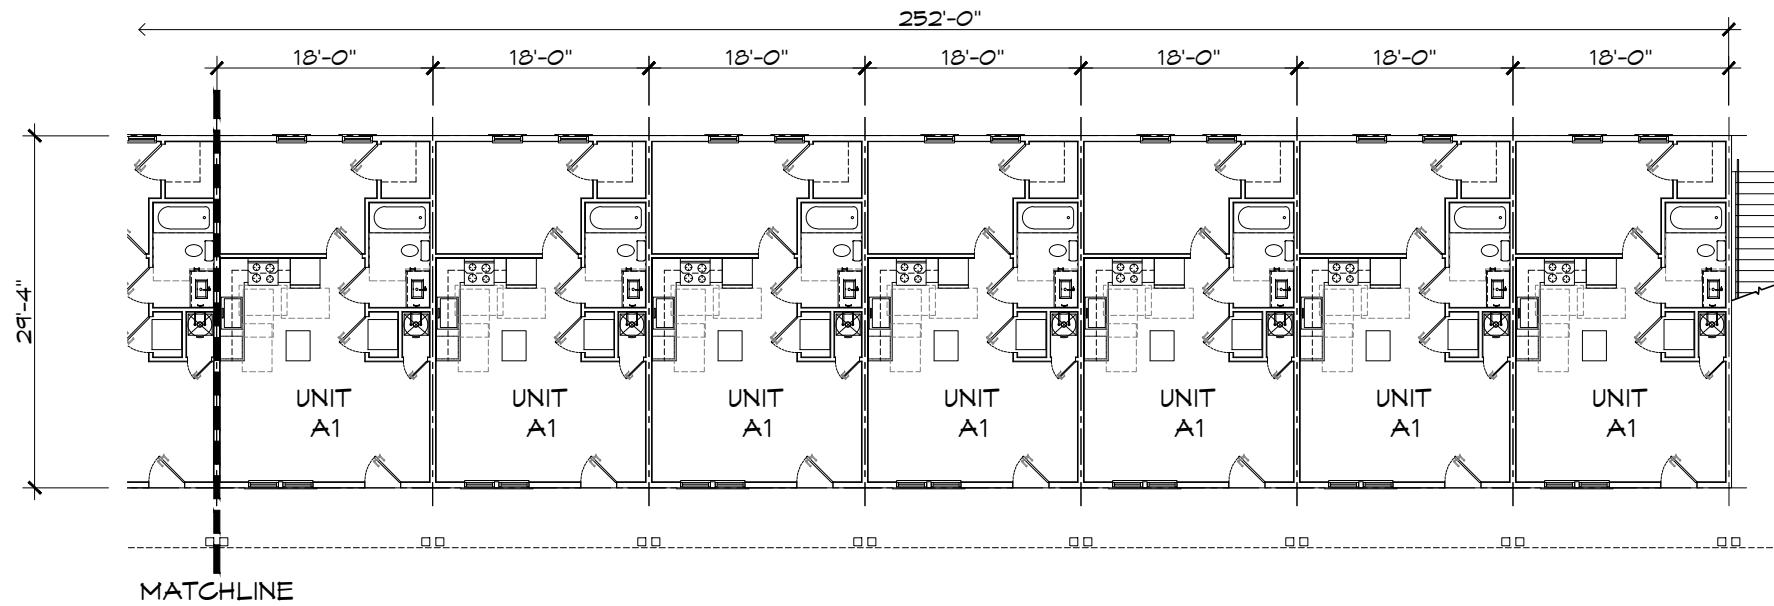 252'-0"
18'-0" 18'-0" 18'-0" 18'-0" 18'-0" 18'-0" 18'-0"
29'-4"
UNIT UNIT UNIT UNIT UNIT UNIT UNIT
A1 A1 A1 A1 A1 A1 A1
MATCHLINE